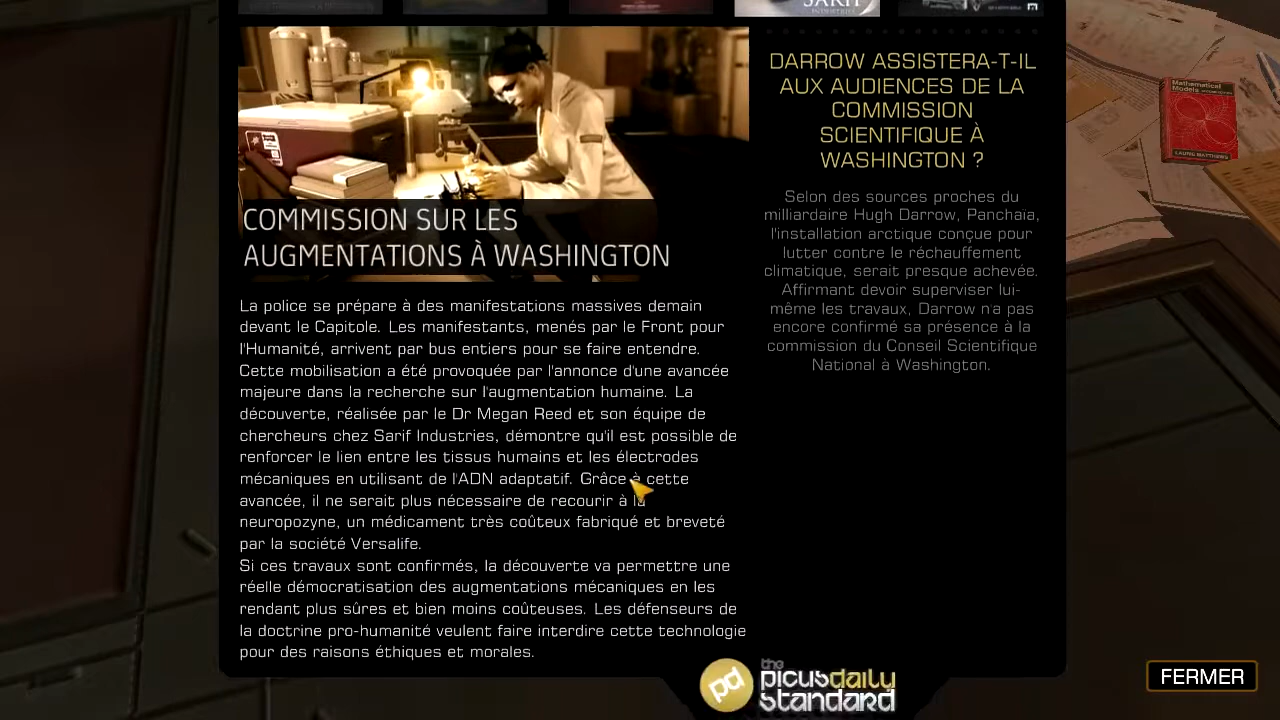 SARIF
INDUSTRIES
COMMISSION SUR LES
AUGMENTATIONS À WASHINGTON
La police se prépare à des manifestations massives demain
devant le Capitole. Les manifestants, menés par le Front pour
l'Humanité, arrivent par bus entiers pour se faire entendre.
Cette mobilisation a été provoquée par l'annonce d'une avancée
majeure dans la recherche sur l'augmentation humaine. La
découverte, réalisée par le Dr Megan Reed et son équipe de
chercheurs chez Sarif Industries, démontre qu'il est possible de
renforcer le lien entre les tissus humains et les électrodes
mécaniques en utilisant de l'ADN adaptatif. Grâce à cette
avancée, il ne serait plus nécessaire de recourir à la
neuropozyne, un médicament très coûteux fabriqué et breveté
par la société Versalife.
Si ces travaux sont confirmés, la découverte va permettre une
réelle démocratisation des augmentations mécaniques en les
rendant plus sûres et bien moins coûteuses. Les défenseurs de
la doctrine pro-humanité veulent faire interdire cette technologie
pour des raisons éthiques et morales.
DARROW ASSISTERA-T-IL
AUX AUDIENCES DE LA
COMMISSION
SCIENTIFIQUE À
WASHINGTON ?
Selon des sources proches du
milliardaire Hugh Darrow, Panchaïa,
l'installation arctique conçue pour
lutter contre le réchauffement
climatique, serait presque achevée.
Affirmant devoir superviser lui-
même les travaux, Darrow n'a pas
encore confirmé sa présence à la
commission du Conseil Scientifique
National à Washington.
Mathematical
Models
pd
the
picusdaily
standard
FERMER